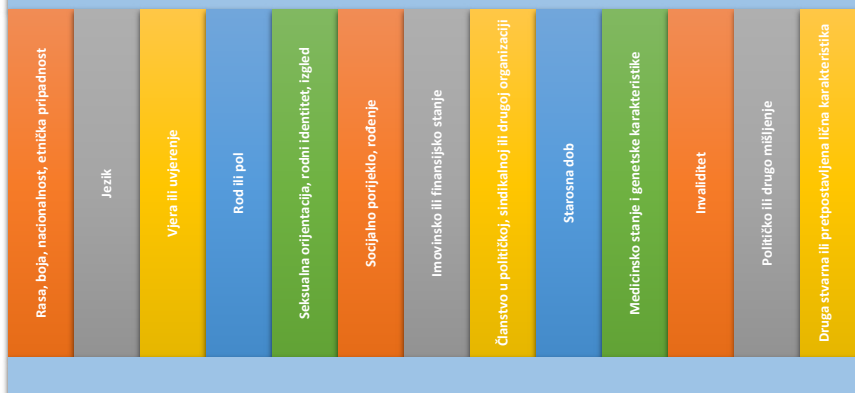 Rasa, boja, nacionalnost, etnička pripadnost
Jezik
Vjera ili uvjerenje
Rod ili pol
Seksualna orijentacija, rodni identitet, izgled
Socijalno porijeklo, rođenje
Imovinsko ili finansijsko stanje
Članstvo u političkoj, sindikalnoj ili drugoj organizaciji
Starosna dob
Medicinsko stanje i genetske karakteristike
Invaliditet
Političko ili drugo mišljenje
Druga stvarna ili pretpostavljena lična karakteristika